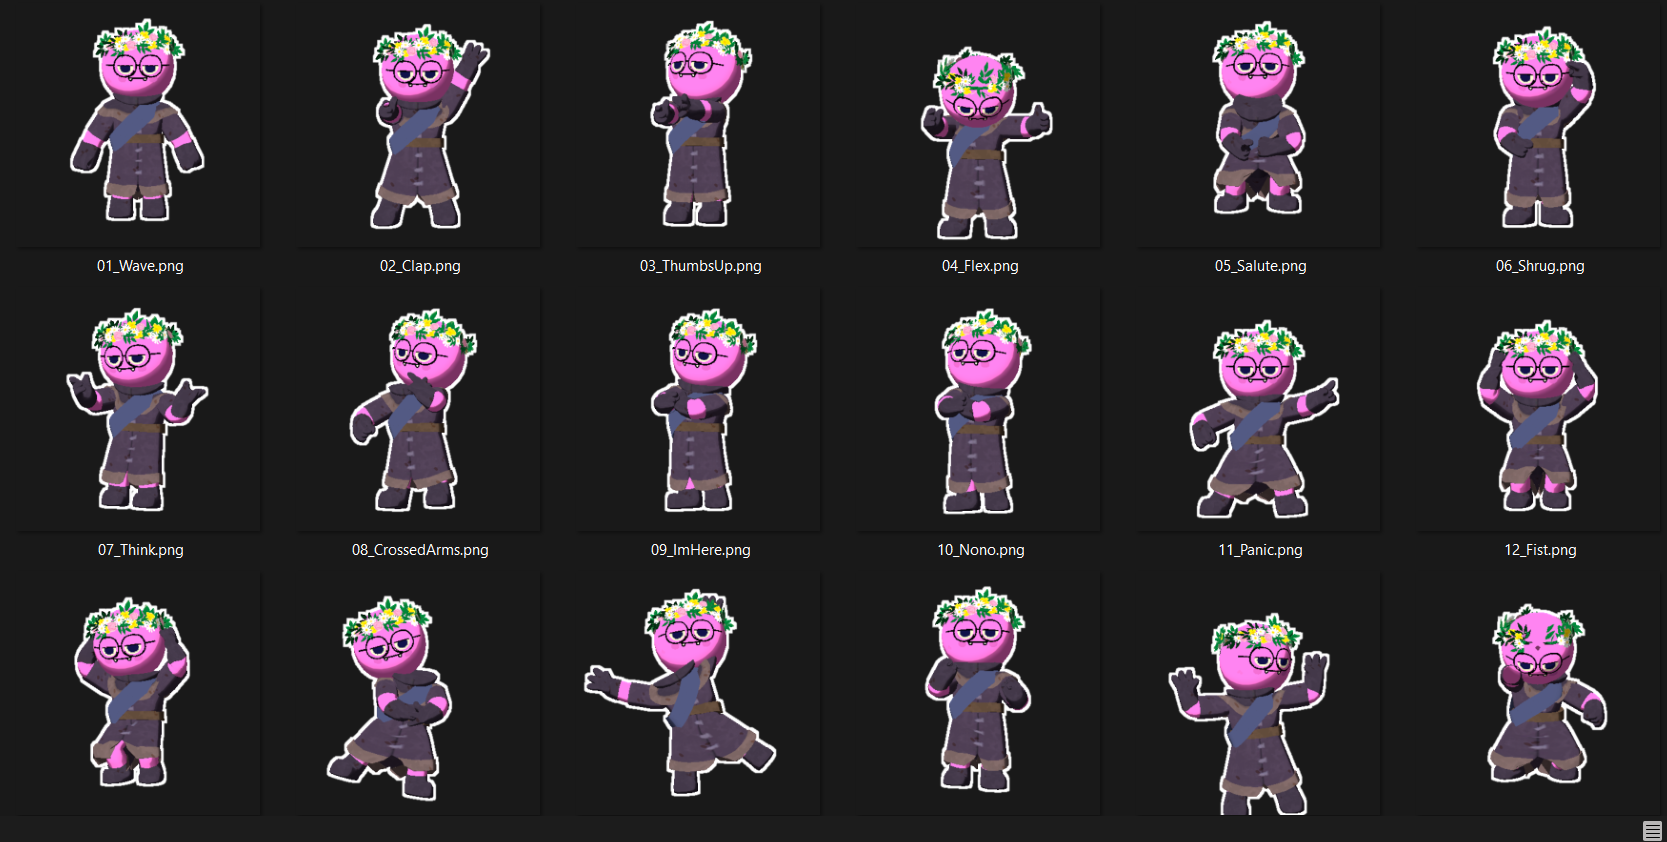 01_Wave.png
02_Clap.png
03_ThumbsUp.png
04_Flex.png
05_Salute.png
06_Shrug.png
07_Think.png
08_CrossedArms.png
09_ImHere.png
10_Nono.png
11_Panic.png
12_Fist.png